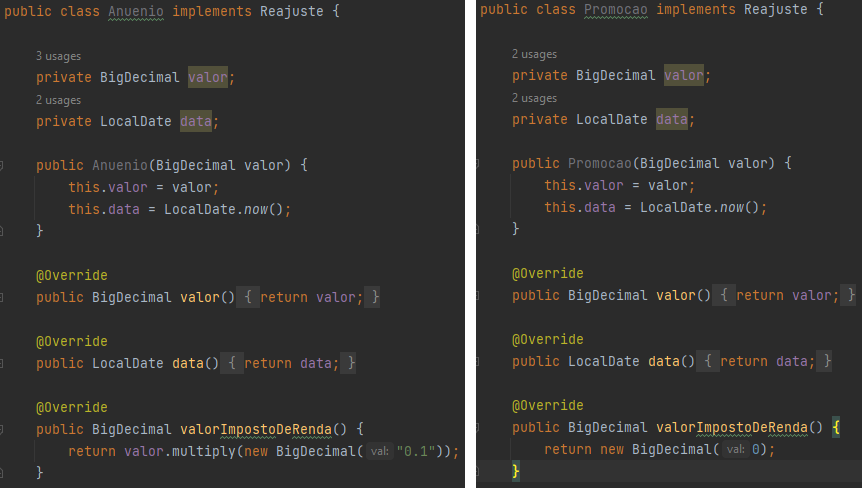 public class Anuenio implements Reajuste {
3 usages
private BigDecimal valor;
2 usages
private LocalDate data;
public Anuenio(BigDecimal valor) {
this.valor = valor;
this.data = LocalDate.now();
}
@Override
public BigDecimal valor() { return valor; }
@Override
public LocalDate data() { return data; }
@Override
public BigDecimal valorImpostoDeRenda() {
return valor.multiply(new BigDecimal( val: "0.1"));
}
public class Promocao implements Reajuste {
2 usages
private BigDecimal valor;
2 usages
private LocalDate data;
public Promocao(BigDecimal valor) {
this.valor = valor;
this.data = LocalDate.now();
}
@Override
public BigDecimal valor() { return valor; }
@Override
public LocalDate data() { return data; }
@Override
public BigDecimal valorImpostoDeRenda() {
return new BigDecimal( val: 0);
}